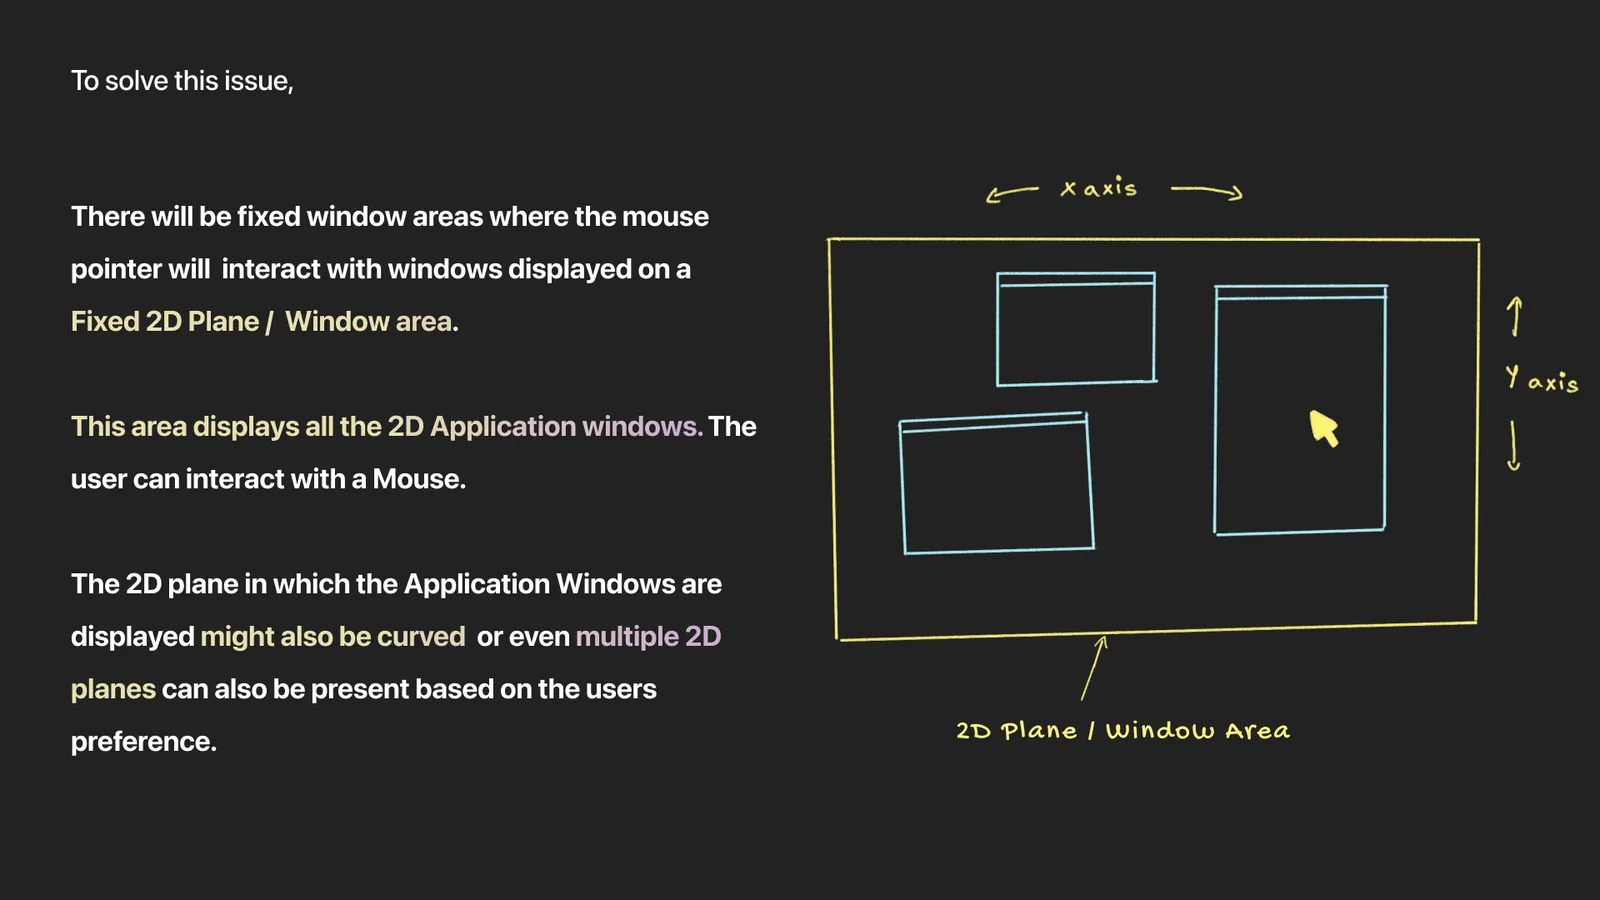 To solve this issue,
There will be fixed window areas where the mouse
pointer will  interact with windows displayed on a
Fixed 2D Plane /  Window area.
This area displays all the 2D Application windows. The
user can interact with a Mouse.
The 2D plane in which the Application Windows are
displayed might also be curved  or even multiple 2D
planes can also be present based on the users
preference.
x axis
Y axis
2D Plane / Window Area